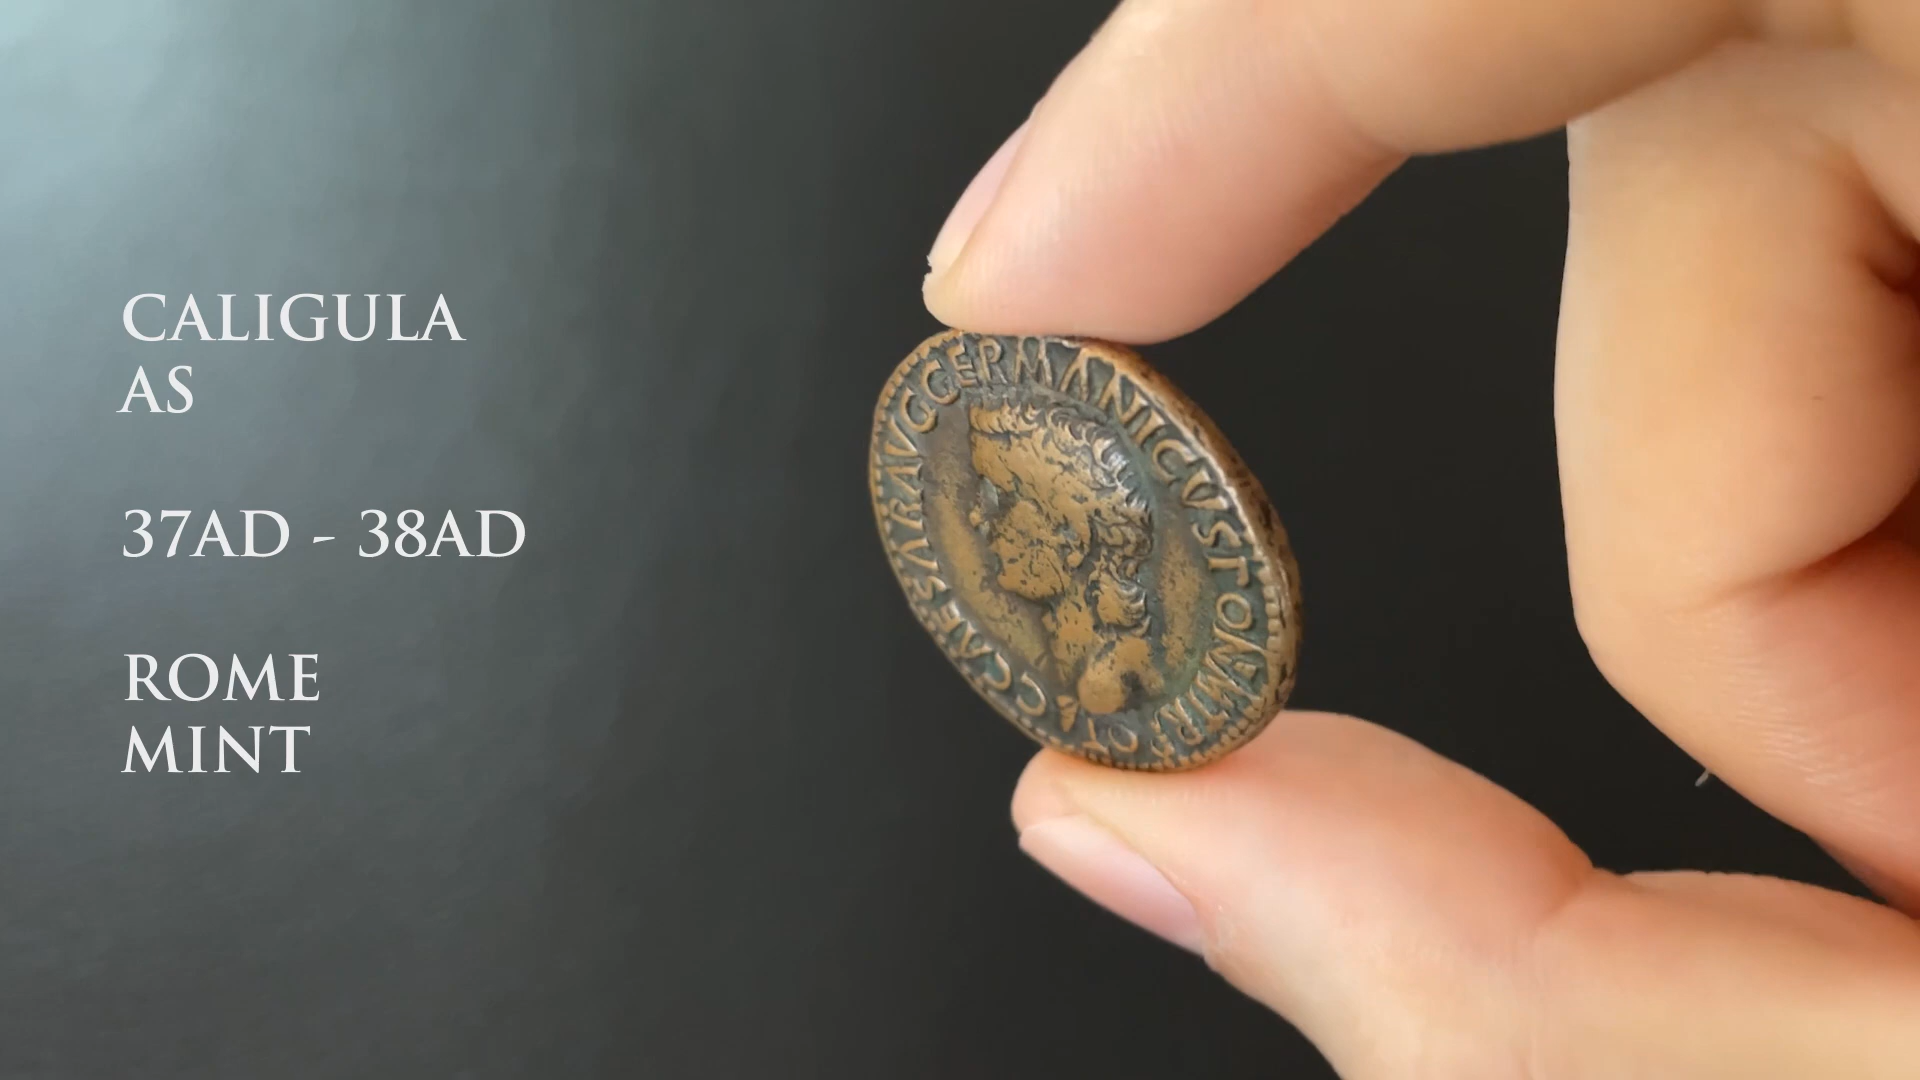 CALIGULA
AS
37AD - 38AD
ROME
MINT
C CAESAR AVG GERMANICVS PON M TR POT